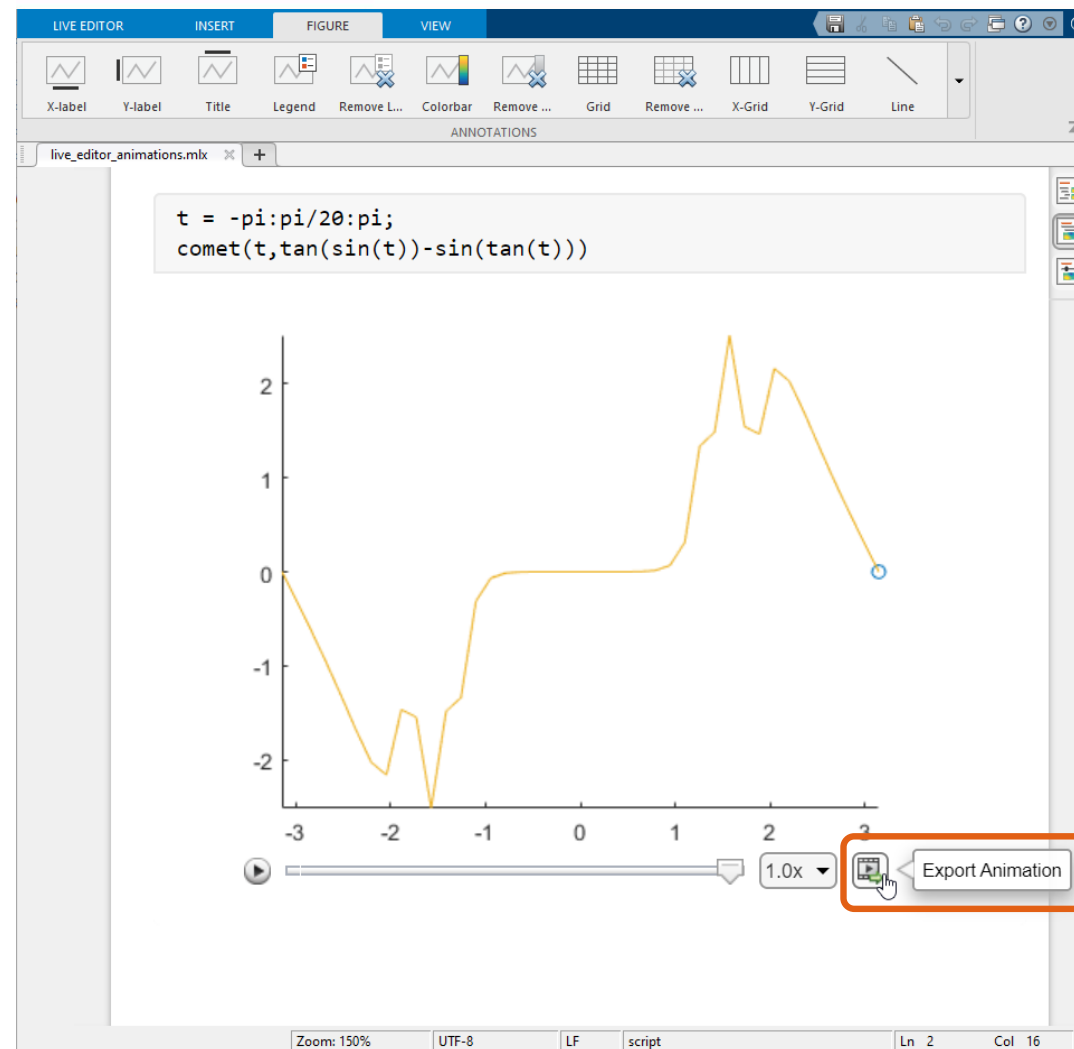 LIVE EDITOR INSERT FIGURE VIEW
X-label Y-label Title Legend Remove L... Colorbar Remove ... Grid Remove ... X-Grid Y-Grid Line
ANNOTATIONS
live_editor_animations.mlx
t = -pi:pi/20:pi;
comet(t,tan(sin(t))-sin(tan(t)))
2
1
0
-1
-2
-3 -2 -1 0 1 2 3
1.0x Export Animation
Zoom: 150% UTF-8 LF script Ln 2 Col 16